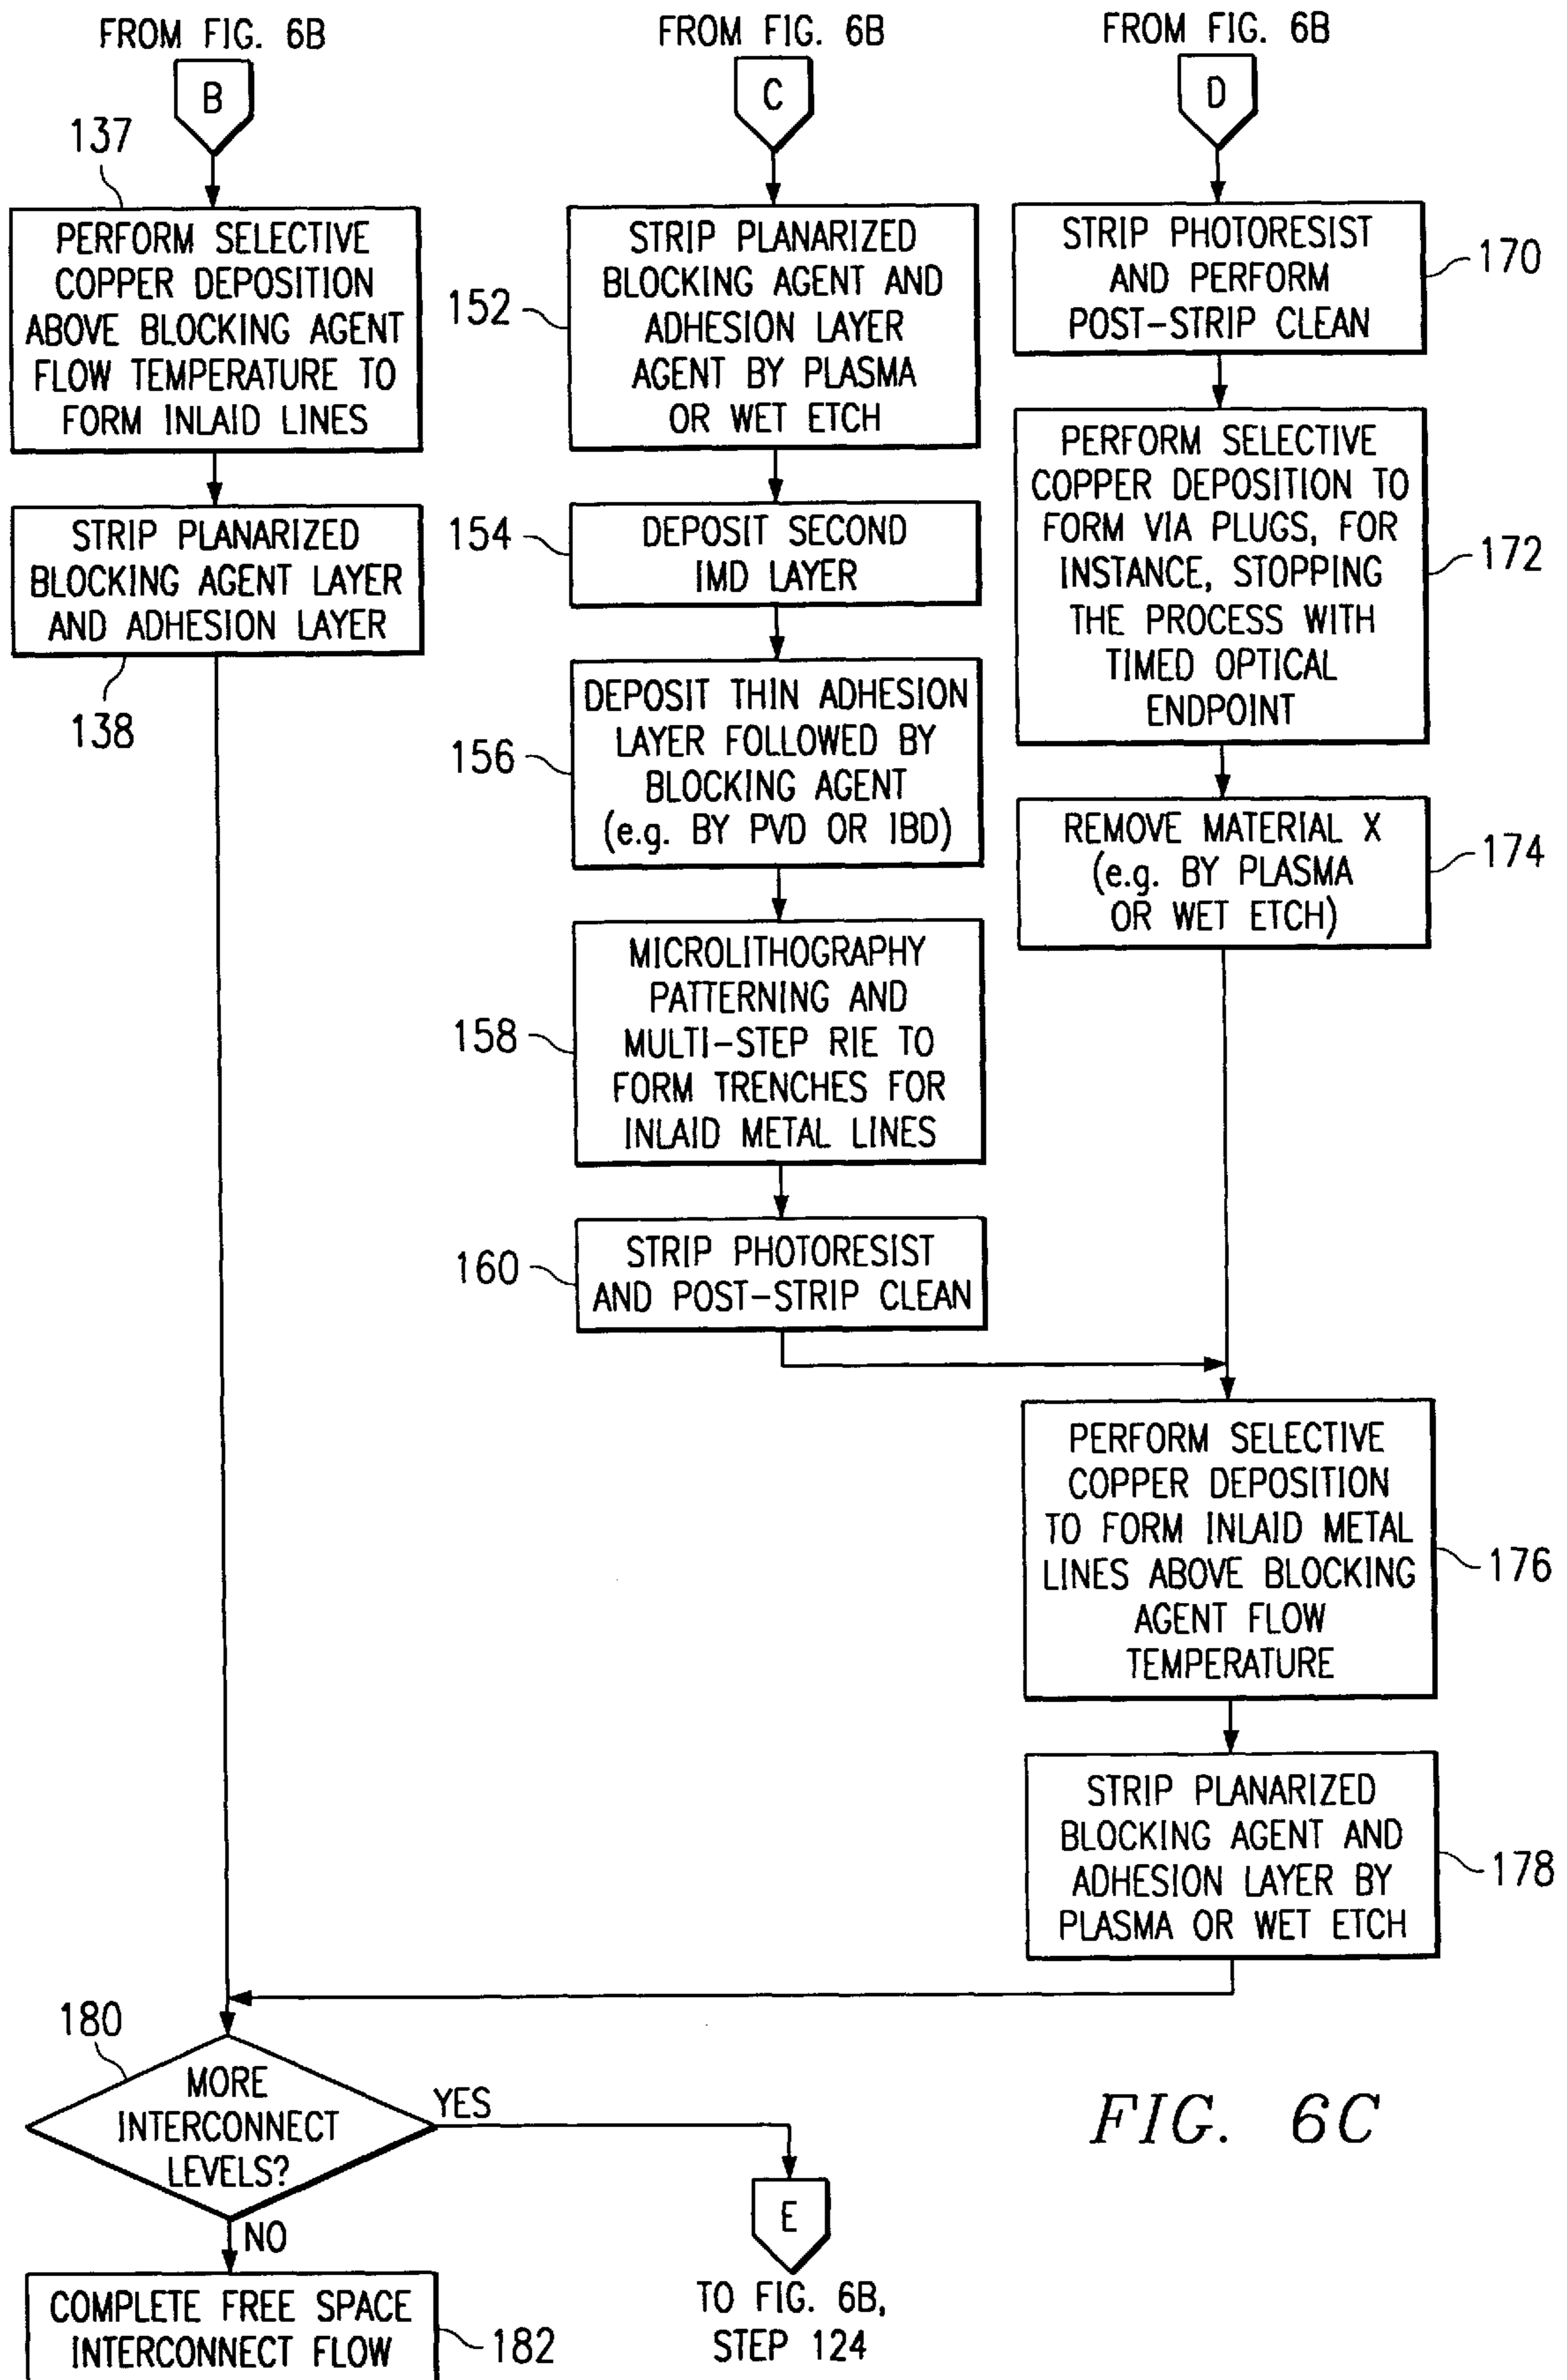 FROM FIG. 6B
B
137
PERFORM SELECTIVE
COPPER DEPOSITION
ABOVE BLOCKING AGENT
FLOW TEMPERATURE TO
FORM INLAID LINES
STRIP PLANARIZED
BLOCKING AGENT LAYER
AND ADHESION LAYER
138
FROM FIG. 6B
C
152
STRIP PLANARIZED
BLOCKING AGENT AND
ADHESION LAYER
AGENT BY PLASMA
OR WET ETCH
154
DEPOSIT SECOND
IMD LAYER
156
DEPOSIT THIN ADHESION
LAYER FOLLOWED BY
BLOCKING AGENT
(e.g. BY PVD OR IBD)
158
MICROLITHOGRAPHY
PATTERNING AND
MULTI-STEP RIE TO
FORM TRENCHES FOR
INLAID METAL LINES
160
STRIP PHOTORESIST
AND POST-STRIP CLEAN
FROM FIG. 6B
D
STRIP PHOTORESIST
AND PERFORM
POST-STRIP CLEAN
170
PERFORM SELECTIVE
COPPER DEPOSITION TO
FORM VIA PLUGS, FOR
INSTANCE, STOPPING
THE PROCESS WITH
TIMED OPTICAL
ENDPOINT
172
REMOVE MATERIAL X
(e.g. BY PLASMA
OR WET ETCH)
174
PERFORM SELECTIVE
COPPER DEPOSITION
TO FORM INLAID METAL
LINES ABOVE BLOCKING
AGENT FLOW
TEMPERATURE
176
STRIP PLANARIZED
BLOCKING AGENT AND
ADHESION LAYER BY
PLASMA OR WET ETCH
178
180
MORE
INTERCONNECT
LEVELS?
YES
NO
E
TO FIG. 6B,
STEP 124
COMPLETE FREE SPACE
INTERCONNECT FLOW
182
FIG. 6C